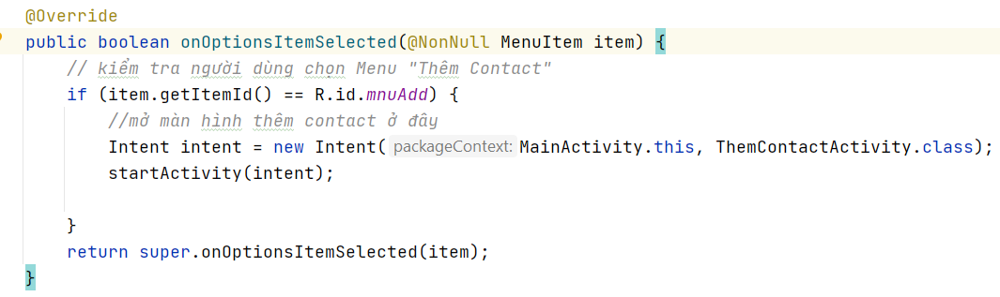 @Override
public boolean onOptionsItemSelected(@NonNull MenuItem item) {
// kiểm tra người dùng chọn Menu "Thêm Contact"
if (item.getItemId() == R.id.mnuAdd) {
//mở màn hình thêm contact ở đây
Intent intent = new Intent( packageContext: MainActivity.this, ThemContactActivity.class);
startActivity(intent);
}
return super.onOptionsItemSelected(item);
}